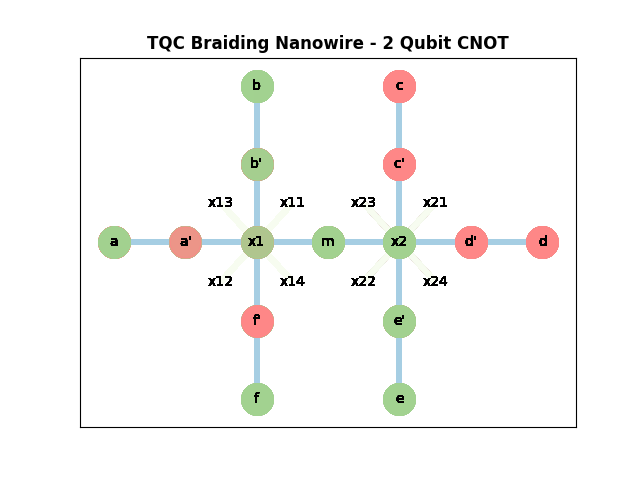 TQC Braiding Nanowire - 2 Qubit CNOT
b c
b' c'
x13 x11 x23 x21
a a' x1 m x2 d' d
x12 x14 x22 x24
f' e'
f e